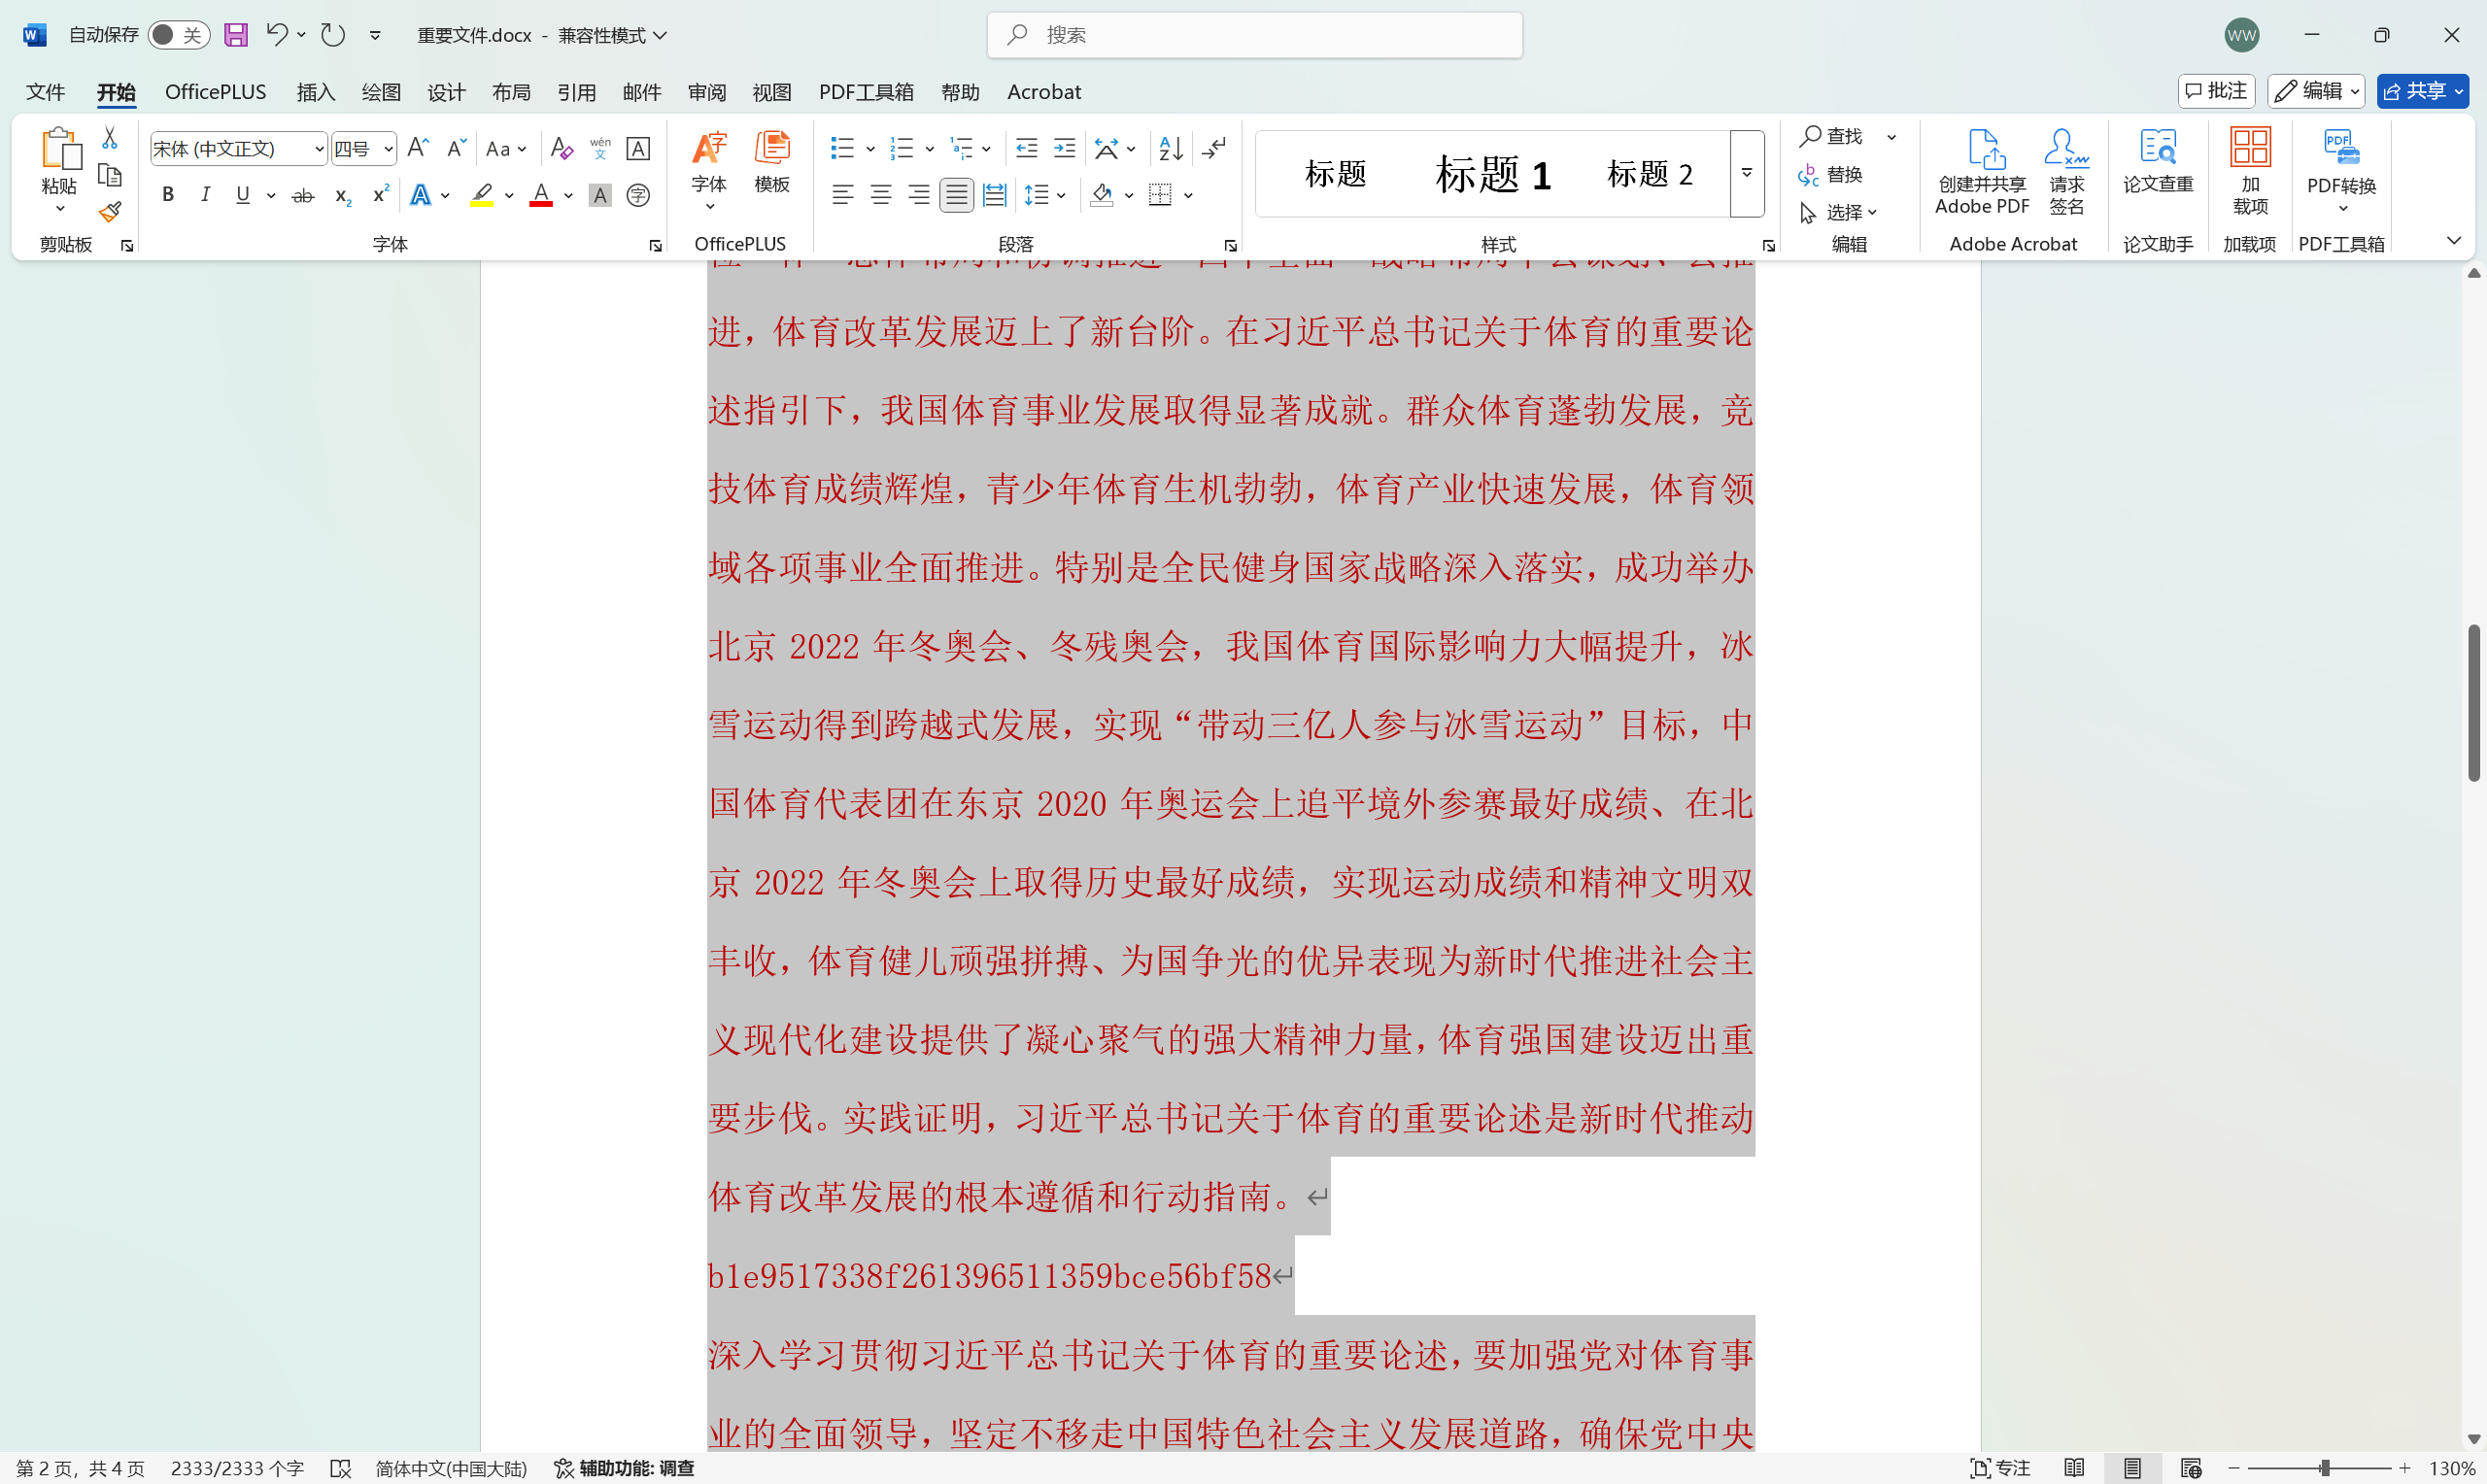 自动保存 关 重要文件.docx - 兼容性模式 搜索 WW
文件 开始 OfficePLUS 插入 绘图 设计 布局 引用 邮件 审阅 视图 PDF工具箱 帮助 Acrobat 批注 编辑 共享
粘贴
剪贴板
宋体 (中文正文) 四号 Aa wén 文 A
B I U ab x₂ x² A A A 字
字体
字体 模板
OfficePLUS
段落
标题 标题 1 标题 2
样式
查找
替换
选择
编辑
创建并共享 Adobe PDF
请求签名
Adobe Acrobat
论文查重
论文助手
加载项
加载项
PDF转换
PDF工具箱
进，体育改革发展迈上了新台阶。在习近平总书记关于体育的重要论
述指引下，我国体育事业发展取得显著成就。群众体育蓬勃发展，竞
技体育成绩辉煌，青少年体育生机勃勃，体育产业快速发展，体育领
域各项事业全面推进。特别是全民健身国家战略深入落实，成功举办
北京 2022 年冬奥会、冬残奥会，我国体育国际影响力大幅提升，冰
雪运动得到跨越式发展，实现“带动三亿人参与冰雪运动”目标，中
国体育代表团在东京 2020 年奥运会上追平境外参赛最好成绩、在北
京 2022 年冬奥会上取得历史最好成绩，实现运动成绩和精神文明双
丰收，体育健儿顽强拼搏、为国争光的优异表现为新时代推进社会主
义现代化建设提供了凝心聚气的强大精神力量，体育强国建设迈出重
要步伐。实践证明，习近平总书记关于体育的重要论述是新时代推动
体育改革发展的根本遵循和行动指南。
b1e9517338f261396511359bce56bf58
深入学习贯彻习近平总书记关于体育的重要论述，要加强党对体育事
业的全面领导，坚定不移走中国特色社会主义发展道路，确保党中央
第 2 页，共 4 页 2333/2333 个字 简体中文(中国大陆) 辅助功能: 调查 专注 130%